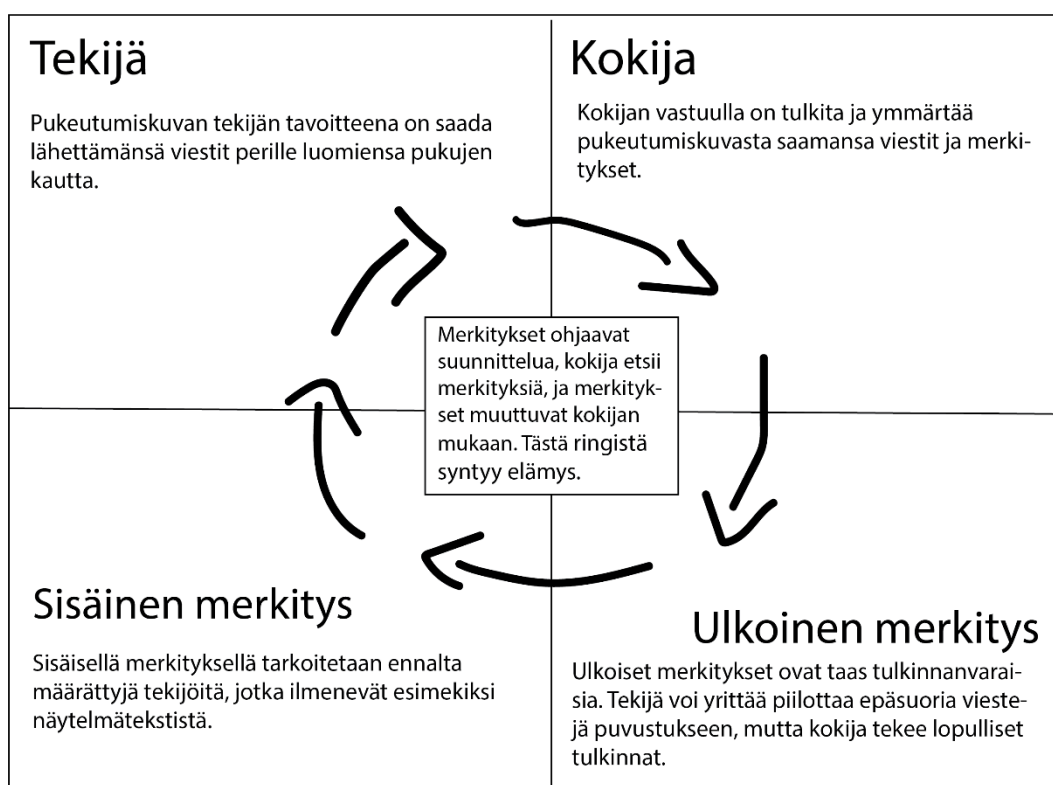 Tekijä
Pukeutumiskuvan tekijän tavoitteena on saada
lähettämänsä viestit perille luomiensa pukujen
kautta.
Kokija
Kokijan vastuulla on tulkita ja ymmärtää
pukeutumiskuvasta saamansa viestit ja merki-
tykset.
Merkitykset ohjaavat
suunnittelua, kokija etsii
merkityksiä, ja merkityk-
set muuttuvat kokijan
mukaan. Tästä ringistä
syntyy elämys.
Sisäinen merkitys
Sisäisellä merkityksellä tarkoitetaan ennalta
määrättyjä tekijöitä, jotka ilmenevät esimekiksi
näytelmätekstistä.
Ulkoinen merkitys
Ulkoiset merkitykset ovat taas tulkinnanvarai-
sia. Tekijä voi yrittää piilottaa epäsuoria vieste-
jä puvustukseen, mutta kokija tekee lopulliset
tulkinnat.